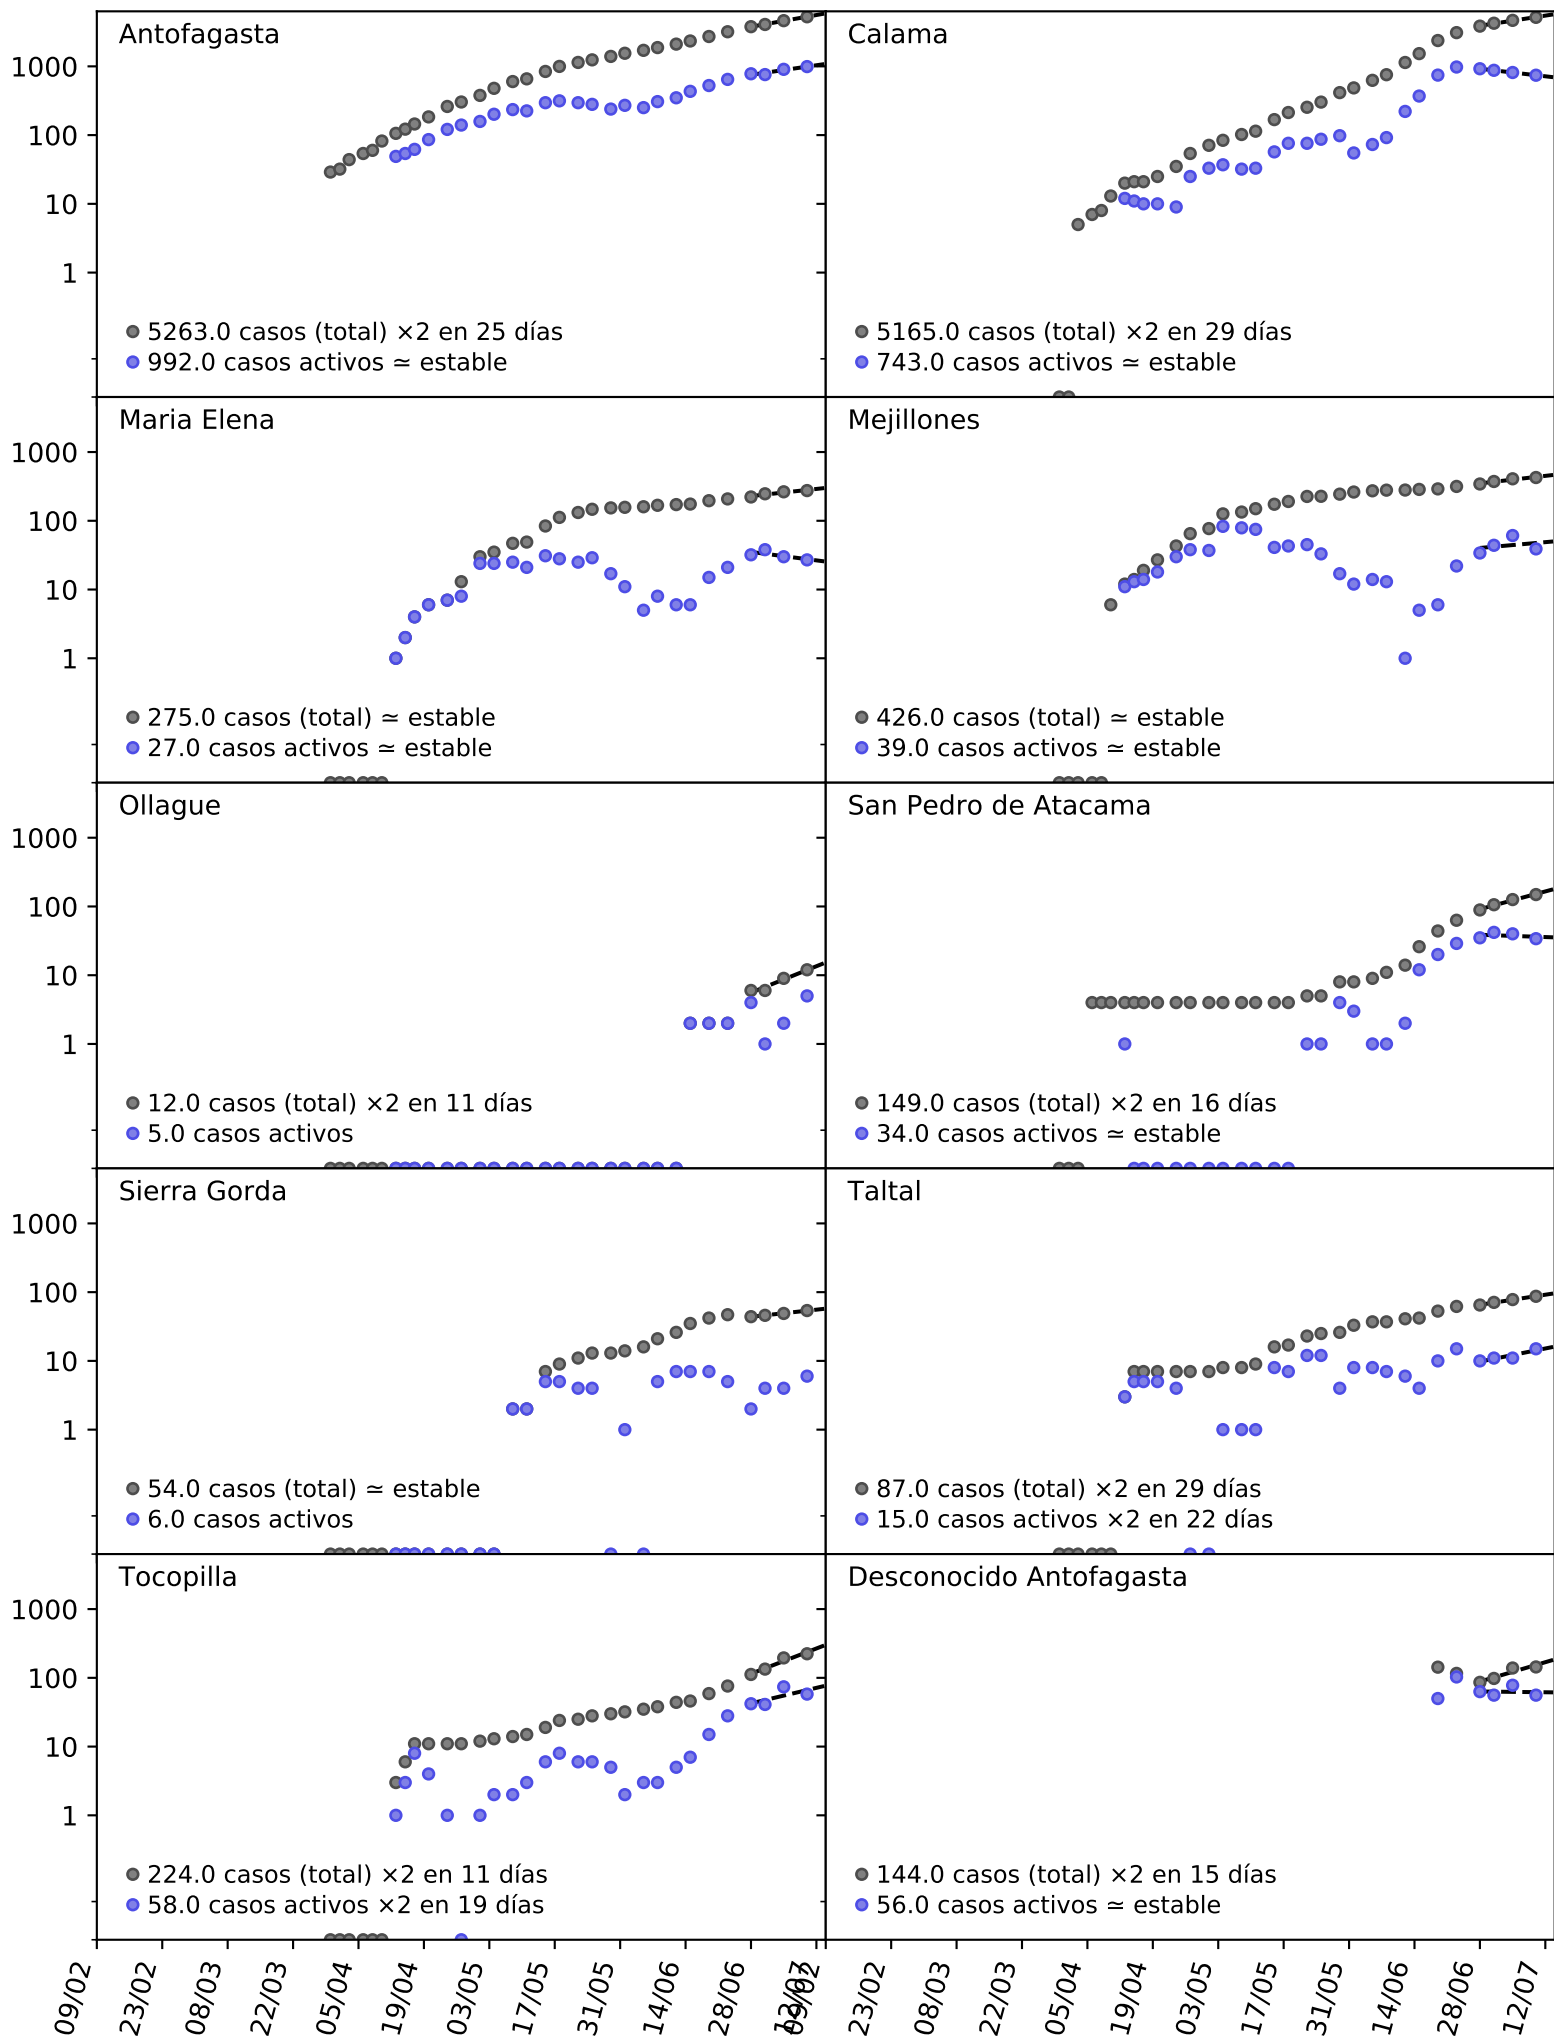 Antofagasta
1000
100
10
1
5263.0 casos (total) ×2 en 25 días
992.0 casos activos ≃ estable
Calama
5165.0 casos (total) ×2 en 29 días
743.0 casos activos ≃ estable
Maria Elena
1000
100
10
1
275.0 casos (total) ≃ estable
27.0 casos activos ≃ estable
Mejillones
426.0 casos (total) ≃ estable
39.0 casos activos ≃ estable
Ollague
1000
100
10
1
12.0 casos (total) ×2 en 11 días
5.0 casos activos
San Pedro de Atacama
149.0 casos (total) ×2 en 16 días
34.0 casos activos ≃ estable
Sierra Gorda
1000
100
10
1
54.0 casos (total) ≃ estable
6.0 casos activos
Taltal
87.0 casos (total) ×2 en 29 días
15.0 casos activos ×2 en 22 días
Tocopilla
1000
100
10
1
224.0 casos (total) ×2 en 11 días
58.0 casos activos ×2 en 19 días
Desconocido Antofagasta
144.0 casos (total) ×2 en 15 días
56.0 casos activos ≃ estable
09/02 23/02 08/03 22/03 05/04 19/04 03/05 17/05 31/05 14/06 28/06 12/07
09/02 23/02 08/03 22/03 05/04 19/04 03/05 17/05 31/05 14/06 28/06 12/07